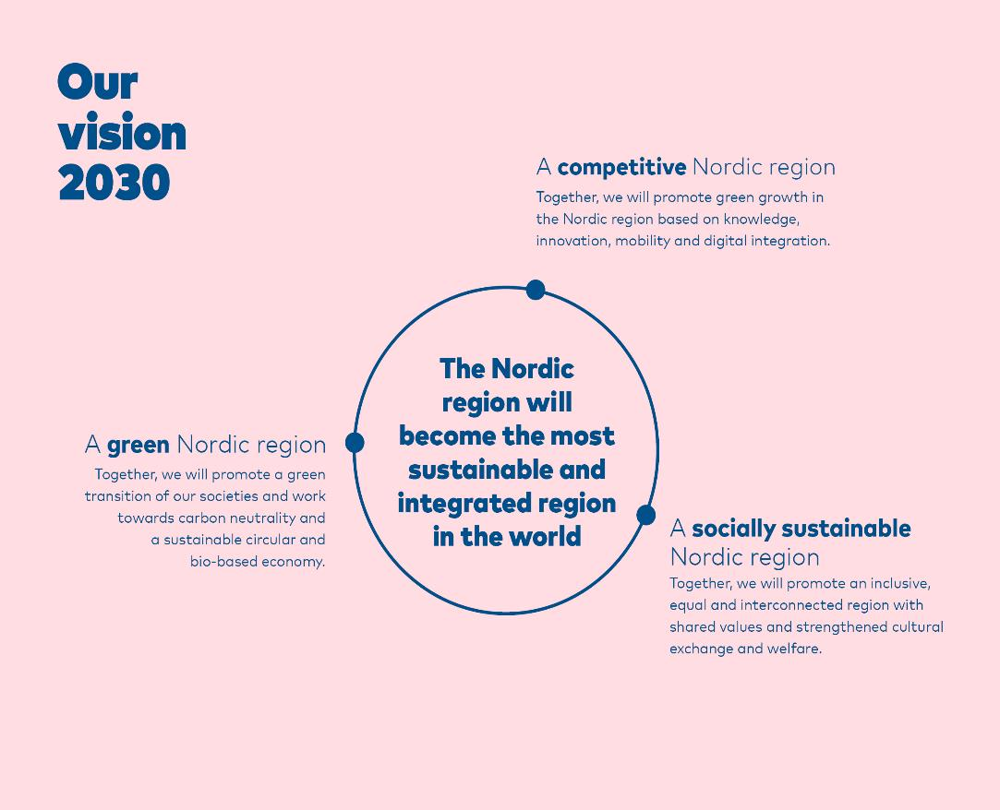 Our
vision
2030
A competitive Nordic region
Together, we will promote green growth in
the Nordic region based on knowledge,
innovation, mobility and digital integration.
The Nordic
region will
become the most
sustainable and
integrated region
in the world
A green Nordic region
Together, we will promote a green
transition of our societies and work
towards carbon neutrality and
a sustainable circular and
bio-based economy.
A socially sustainable
Nordic region
Together, we will promote an inclusive,
equal and interconnected region with
shared values and strengthened cultural
exchange and welfare.